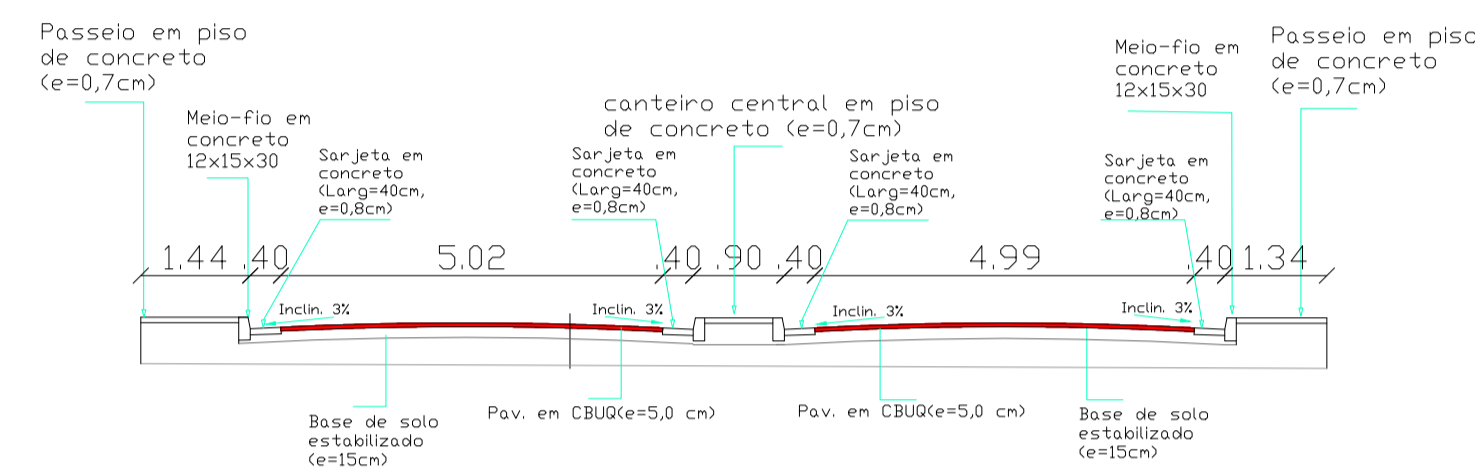 Passeio em piso
de concreto
(e=0,7cm)
Meio-fio em
concreto
12x15x30
Sarjeta em
concreto
(Larg=40cm,
e=0,8cm)
Sarjeta em
concreto
(Larg=40cm,
e=0,8cm)
canteiro central em piso
de concreto (e=0,7cm)
Sarjeta em
concreto
(Larg=40cm,
e=0,8cm)
Meio-fio em
concreto
12x15x30
Sarjeta em
concreto
(Larg=40cm,
e=0,8cm)
Passeio em piso
de concreto
(e=0,7cm)
1.44 .40 5.02 .40 .90 .40 4.99 .40 1.34
Inclin. 3% Inclin. 3% Inclin. 3% Inclin. 3%
Base de solo
estabilizado
(e=15cm)
Pav. em CBUQ(e=5,0 cm)
Pav. em CBUQ(e=5,0 cm)
Base de solo
estabilizado
(e=15cm)